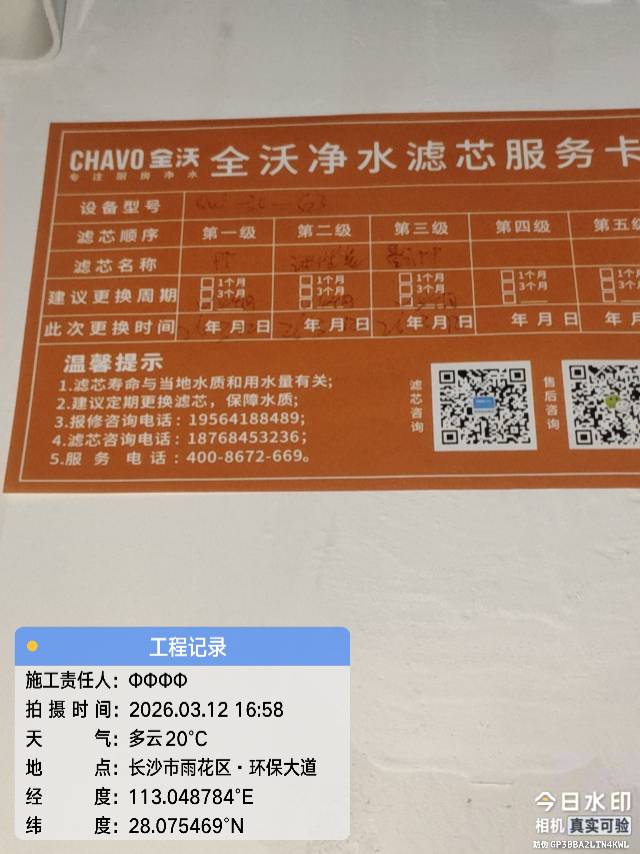 CHAVO 全沃
专注厨房净水
全沃净水滤芯服务卡
设备型号
滤芯顺序 第一级 第二级 第三级 第四级 第五级
滤芯名称
建议更换周期 1个月 3个月 1个月 3个月 1个月 3个月 1个月 3个月 1个月 3个月
此次更换时间 年 月 日 年 月 日 年 月 日 年 月 日 年
温馨提示
1.滤芯寿命与当地水质和用水量有关;
2.建议定期更换滤芯，保障水质;
3.报修咨询电话：19564188489;
4.滤芯咨询电话：18768453236;
5.服务电话：400-8672-669。
滤芯咨询
售后咨询
工程记录
施工责任人：ФФФФ
拍摄时间：2026.03.12 16:58
天气：多云20℃
地点：长沙市雨花区·环保大道
经度：113.048784°E
纬度：28.075469°N
今日水印
相机 真实可验
防伪 GP3BBA2LTN4KWL